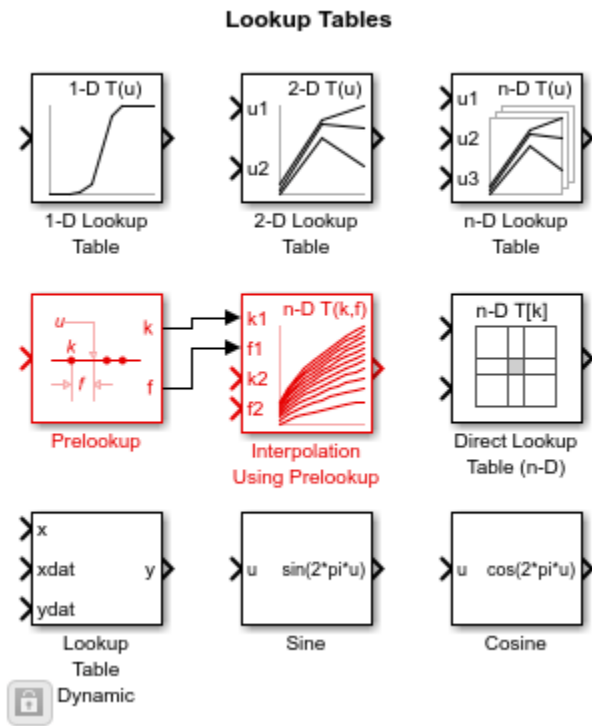 Lookup Tables
1-D T(u)
1-D Lookup
Table
2-D T(u)
u1
u2
2-D Lookup
Table
n-D T(u)
u1
u2
u3
n-D Lookup
Table
u
k
f
k
f
Prelookup
n-D T(k,f)
k1
f1
k2
f2
Interpolation
Using Prelookup
n-D T[k]
Direct Lookup
Table (n-D)
x
xdat
ydat
y
Lookup
Table
Dynamic
u
sin(2*pi*u)
Sine
u
cos(2*pi*u)
Cosine